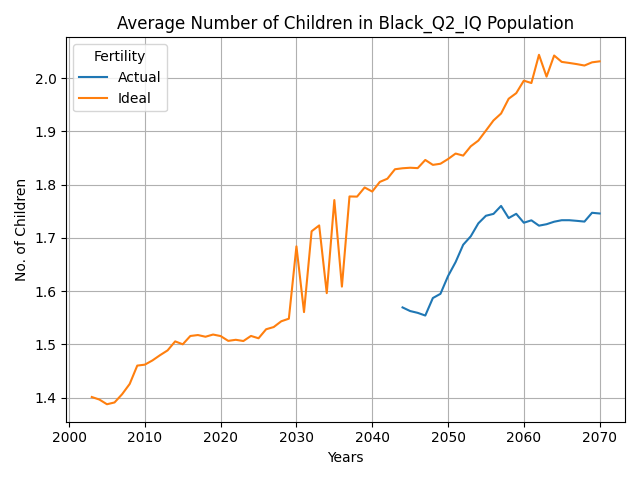 Average Number of Children in Black_Q2_IQ Population
Fertility
Actual
Ideal
No. of Children
2.0
1.9
1.8
1.7
1.6
1.5
1.4
2000 2010 2020 2030 2040 2050 2060 2070
Years